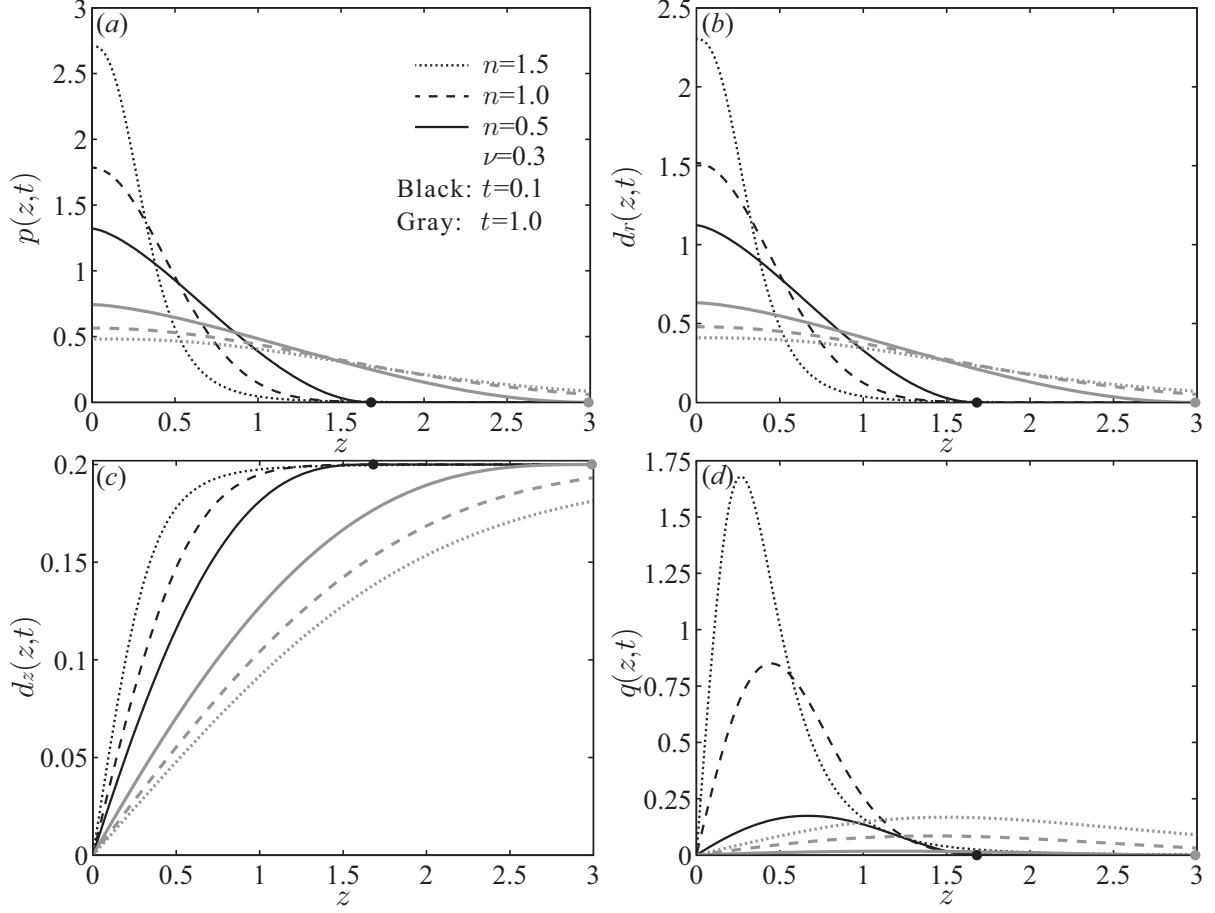 (a)
3
2.5
2
1.5
1
0.5
0
p(z,t)
n=1.5
n=1.0
n=0.5
ν=0.3
Black: t=0.1
Gray: t=1.0
0 0.5 1 1.5 2 2.5 3
z
(b)
2.5
2
1.5
1
0.5
0
dr(z,t)
0 0.5 1 1.5 2 2.5 3
z
(c)
0.2
0.15
0.1
0.05
0
dz(z,t)
0 0.5 1 1.5 2 2.5 3
z
(d)
1.75
1.5
1.25
1
0.75
0.5
0.25
0
q(z,t)
0 0.5 1 1.5 2 2.5 3
z